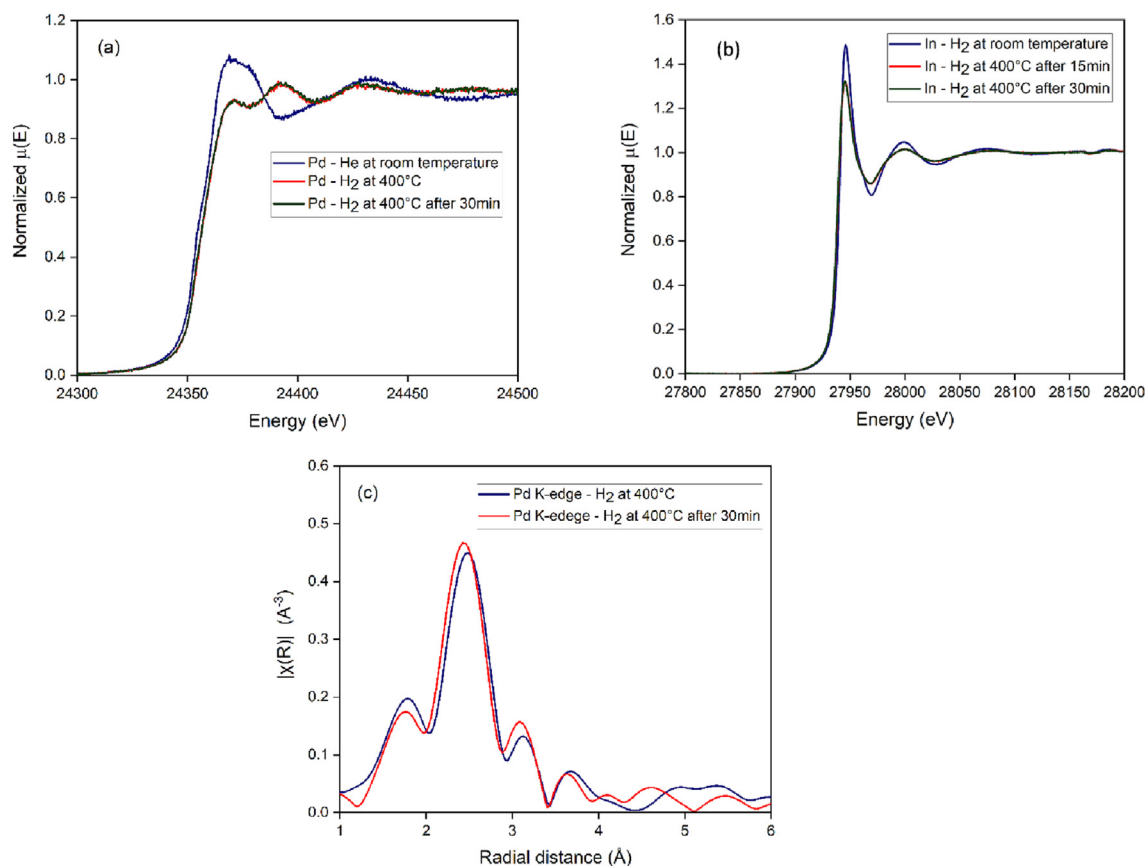 (a)
Normalized μ(E)
1.2
1.0
0.8
0.6
0.4
0.2
0.0
Pd - He at room temperature
Pd - H2 at 400°C
Pd - H2 at 400°C after 30min
24300 24350 24400 24450 24500
Energy (eV)
(b)
Normalized μ(E)
1.6
1.4
1.2
1.0
0.8
0.6
0.4
0.2
0.0
In - H2 at room temperature
In - H2 at 400°C after 15min
In - H2 at 400°C after 30min
27800 27850 27900 27950 28000 28050 28100 28150 28200
Energy (eV)
(c)
|χ(R)| (A-3)
0.6
0.5
0.4
0.3
0.2
0.1
0.0
Pd K-edge - H2 at 400°C
Pd K-edege - H2 at 400°C after 30min
1 2 3 4 5 6
Radial distance (Å)